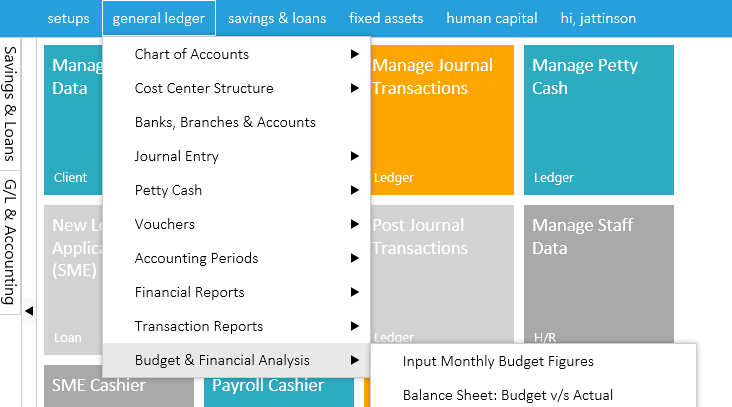 setups general ledger savings & loans fixed assets human capital hi, jattinson
Savings & Loans
G/L & Accounting
Chart of Accounts
Cost Center Structure
Banks, Branches & Accounts
Journal Entry
Petty Cash
Vouchers
Accounting Periods
Financial Reports
Transaction Reports
Budget & Financial Analysis
Input Monthly Budget Figures
Balance Sheet: Budget v/s Actual
Data
Client
Manage Journal
Transactions
Ledger
Manage Petty
Cash
Ledger
New
(SME)
Loan
Post Journal
Transactions
Ledger
Manage Staff
Data
H/R
SME Cashier
Payroll Cashier